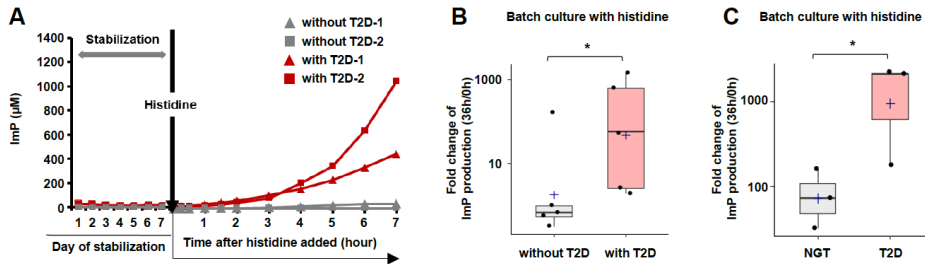 A
without T2D-1
without T2D-2
with T2D-1
with T2D-2
Stabilization
Histidine
ImP (μM)
1400
1200
1000
800
600
400
200
0
1 2 3 4 5 6 7
1 2 3 4 5 6 7
Day of stabilization
Time after histidine added (hour)
B
Batch culture with histidine
*
Fold change of
ImP production (36h/0h)
1000
10
without T2D
with T2D
C
Batch culture with histidine
*
Fold change of
ImP production (36h/0h)
1000
100
NGT
T2D